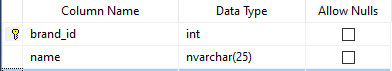 Column Name Data Type Allow Nulls
brand_id int
name nvarchar(25)